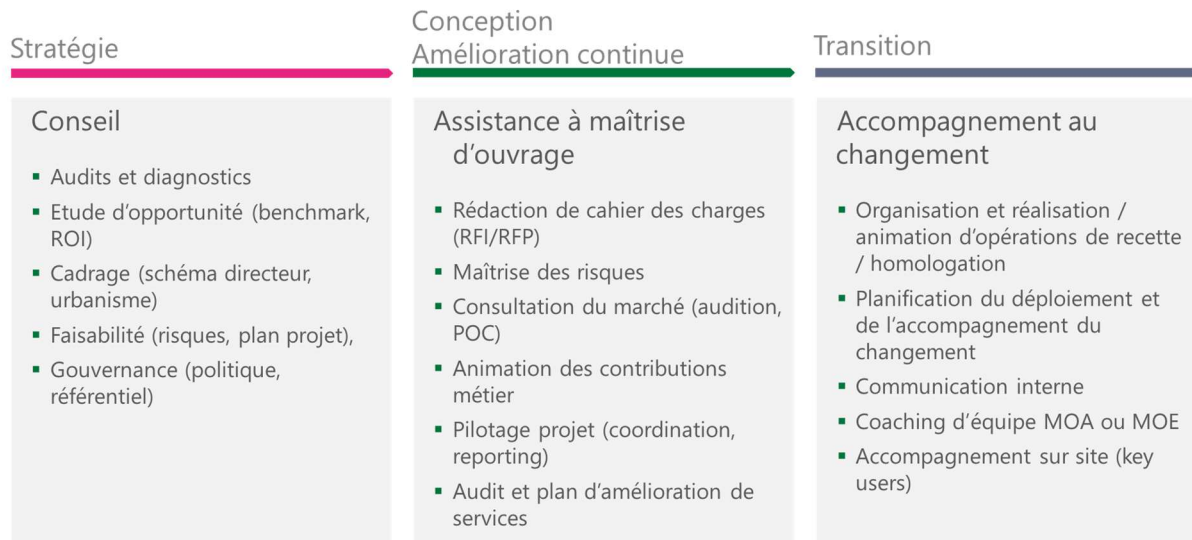 Stratégie
Conseil
Audits et diagnostics
Etude d’opportunité (benchmark,
ROI)
Cadrage (schéma directeur,
urbanisme)
Faisabilité (risques, plan projet),
Gouvernance (politique,
référentiel)
Conception
Amélioration continue
Assistance à maîtrise
d’ouvrage
Rédaction de cahier des charges
(RFI/RFP)
Maîtrise des risques
Consultation du marché (audition,
POC)
Animation des contributions
métier
Pilotage projet (coordination,
reporting)
Audit et plan d’amélioration de
services
Transition
Accompagnement au
changement
Organisation et réalisation /
animation d’opérations de recette
/ homologation
Planification du déploiement et
de l’accompagnement du
changement
Communication interne
Coaching d’équipe MOA ou MOE
Accompagnement sur site (key
users)